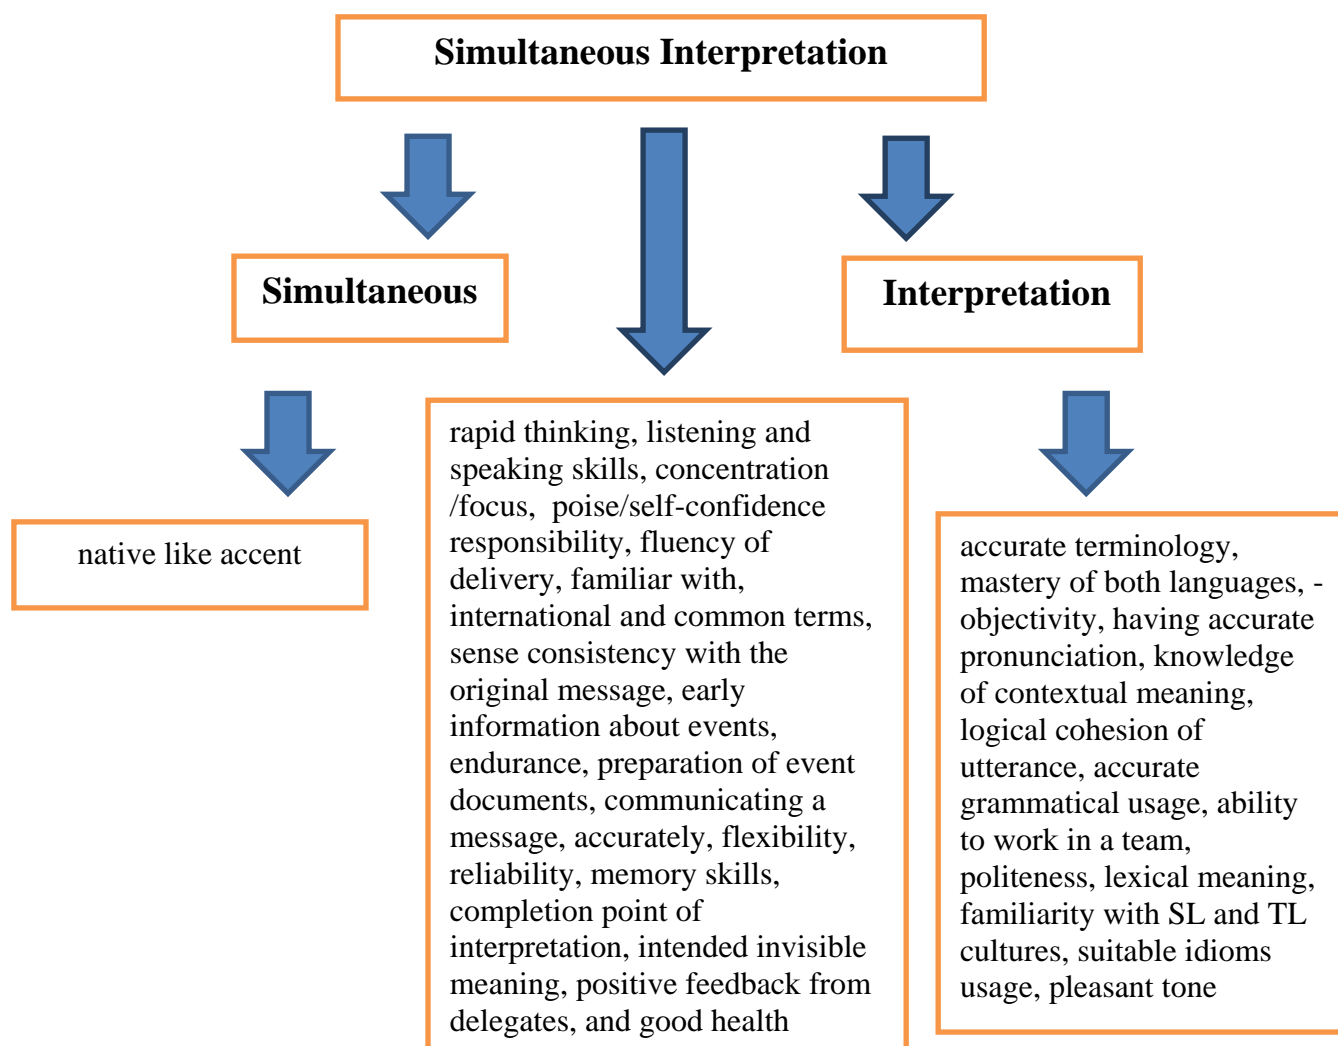 Simultaneous Interpretation
Simultaneous
Interpretation
native like accent
rapid thinking, listening and
speaking skills, concentration
/focus,  poise/self-confidence
responsibility, fluency of
delivery, familiar with,
international and common terms,
sense consistency with the
original message, early
information about events,
endurance, preparation of event
documents, communicating a
message, accurately, flexibility,
reliability, memory skills,
completion point of
interpretation, intended invisible
meaning, positive feedback from
delegates, and good health
accurate terminology,
mastery of both languages, -
objectivity, having accurate
pronunciation, knowledge
of contextual meaning,
logical cohesion of
utterance, accurate
grammatical usage, ability
to work in a team,
politeness, lexical meaning,
familiarity with SL and TL
cultures, suitable idioms
usage, pleasant tone